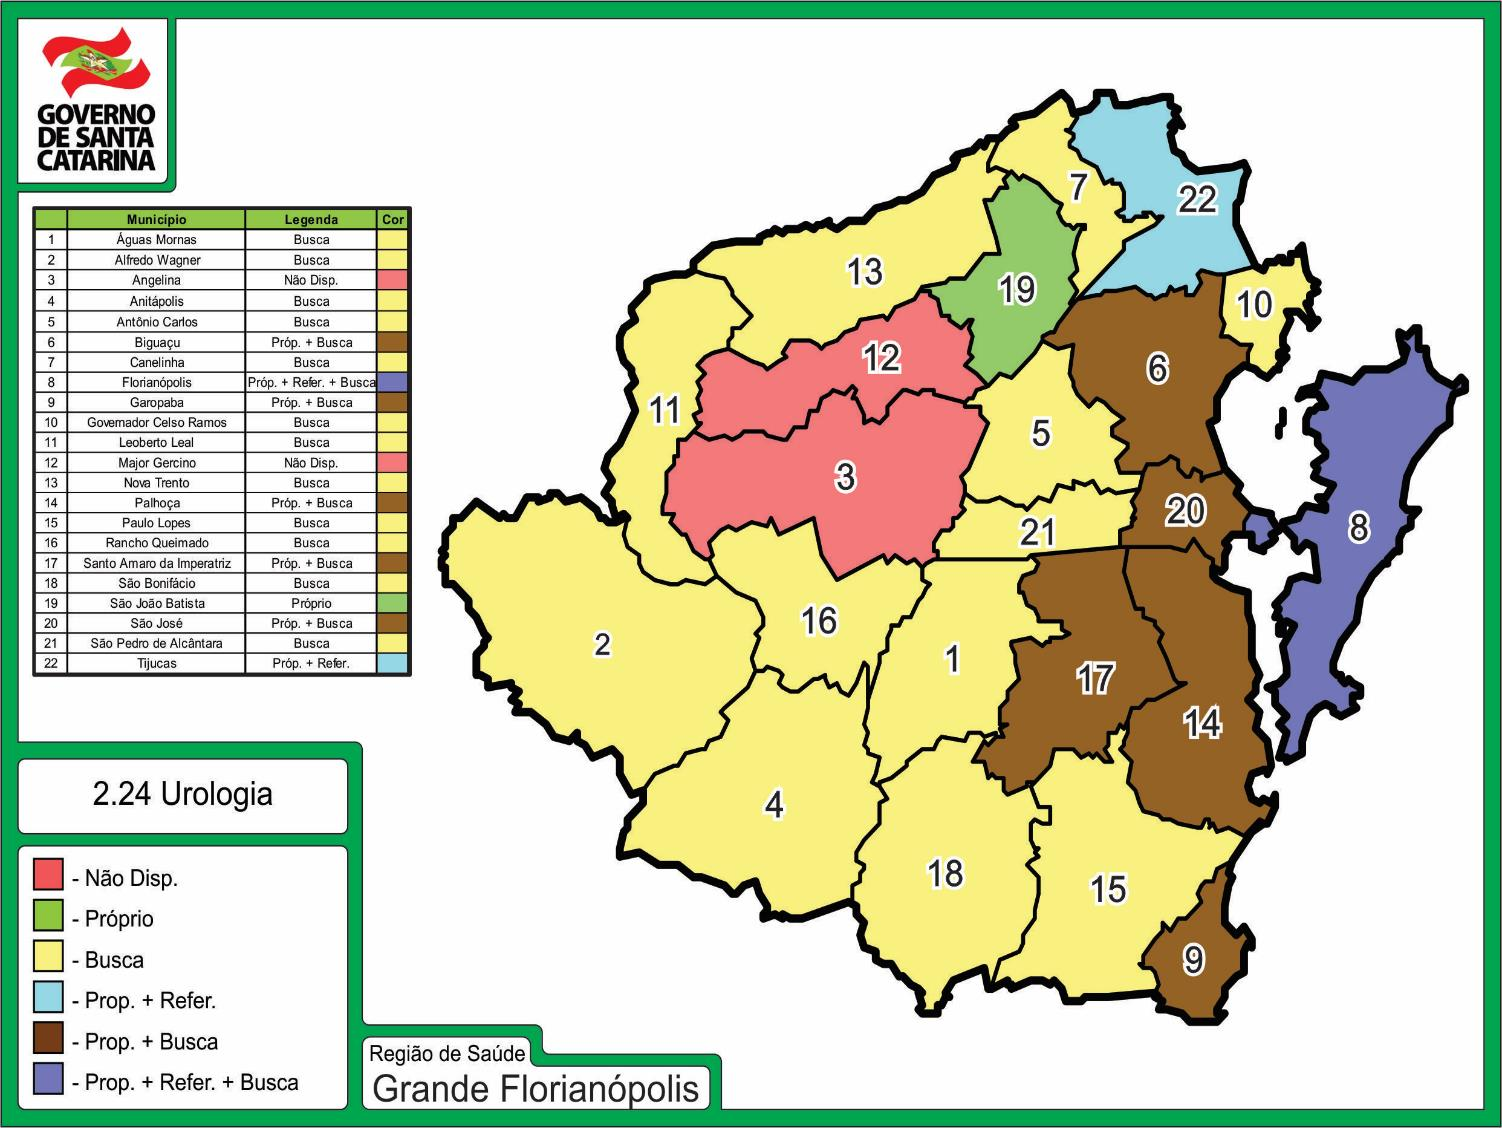 GOVERNO
DE SANTA
CATARINA
Município Legenda Cor
1 Águas Mornas Busca
2 Alfredo Wagner Busca
3 Angelina Não Disp.
4 Anitápolis Busca
5 Antônio Carlos Busca
6 Biguaçu Próp. + Busca
7 Canelinha Busca
8 Florianópolis Próp. + Refer. + Busca
9 Garopaba Próp. + Busca
10 Governador Celso Ramos Busca
11 Leoberto Leal Busca
12 Major Gercino Não Disp.
13 Nova Trento Busca
14 Palhoça Próp. + Busca
15 Paulo Lopes Busca
16 Rancho Queimado Busca
17 Santo Amaro da Imperatriz Próp. + Busca
18 São Bonifácio Busca
19 São João Batista Próprio
20 São José Próp. + Busca
21 São Pedro de Alcântara Busca
22 Tijucas Próp. + Refer.
7
22
13
19
10
12
6
11
5
3
20
21
8
16
2
1
17
14
4
18
15
9
2.24 Urologia
- Não Disp.
- Próprio
- Busca
- Prop. + Refer.
- Prop. + Busca
- Prop. + Refer. + Busca
Região de Saúde
Grande Florianópolis